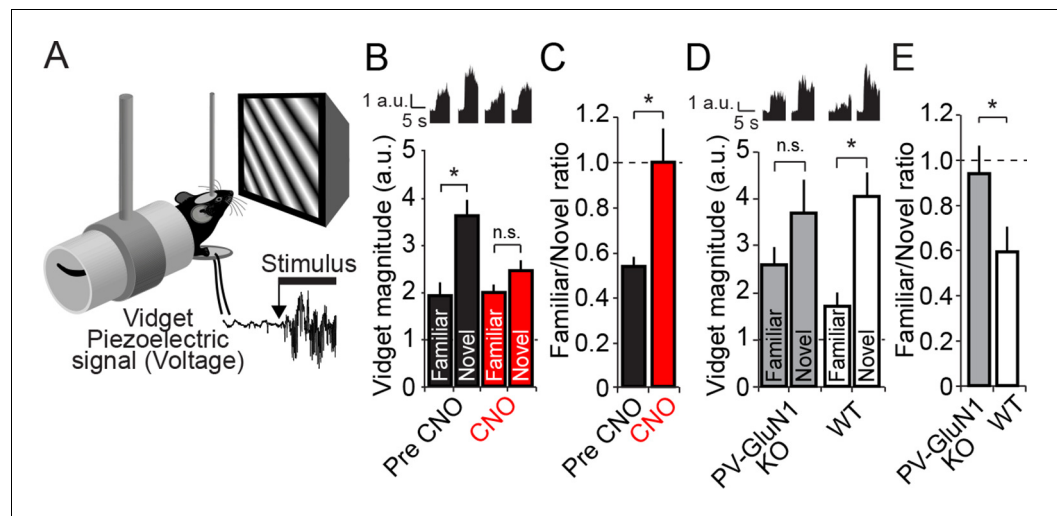 A
Stimulus
Vidget
Piezoelectric
signal (Voltage)
B
1 a.u.
5 s
Vidget magnitude (a.u.)
5
4
3
2
1
0
*
n.s.
Familiar
Novel
Familiar
Novel
Pre CNO
CNO
C
Familiar/Novel ratio
1.2
1.0
0.8
0.6
0.4
0.2
0
*
Pre CNO
CNO
D
1 a.u.
5 s
Vidget magnitude (a.u.)
5
4
3
2
1
0
n.s.
*
Familiar
Novel
Familiar
Novel
PV-GluN1
KO
WT
E
Familiar/Novel ratio
1.2
1.0
0.8
0.6
0.4
0.2
0
*
PV-GluN1
KO
WT